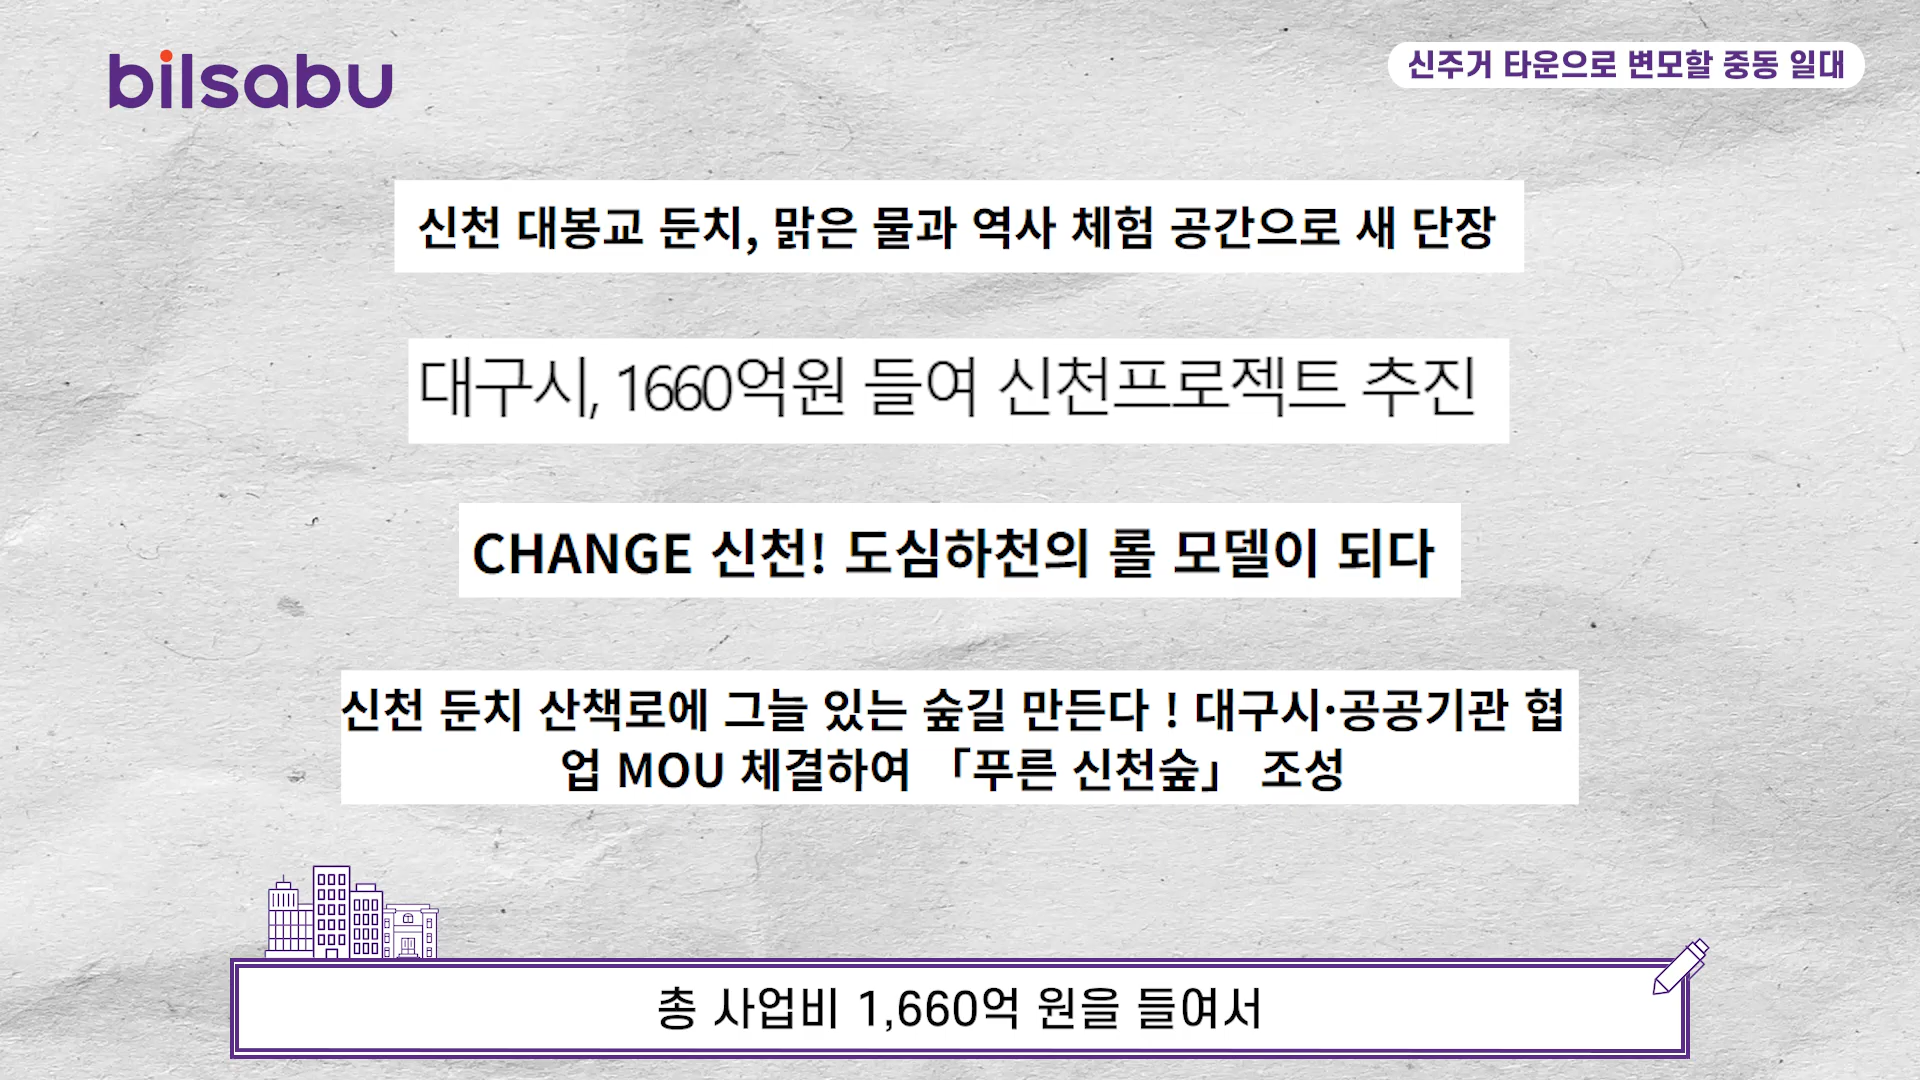 bilsabu
신주거 타운으로 변모할 중동 일대
신천 대봉교 둔치, 맑은 물과 역사 체험 공간으로 새 단장
대구시, 1660억원 들여 신천프로젝트 추진
CHANGE 신천! 도심하천의 롤 모델이 되다
신천 둔치 산책로에 그늘 있는 숲길 만든다 ! 대구시·공공기관 협
업 MOU 체결하여 「푸른 신천숲」 조성
총 사업비 1,660억 원을 들여서